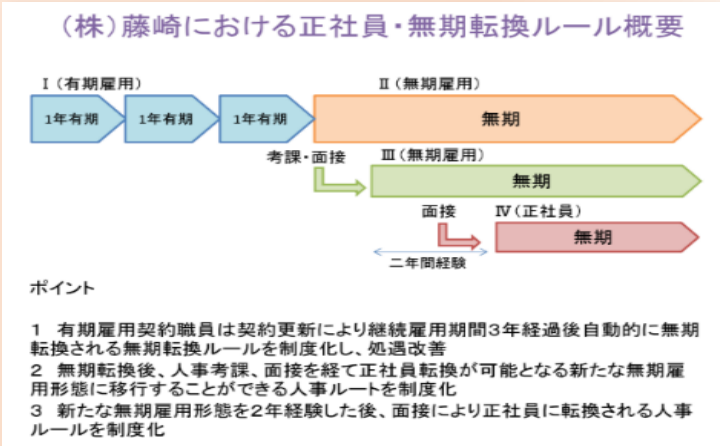 （株）藤崎における正社員・無期転換ルール概要
Ⅰ（有期雇用）
Ⅱ（無期雇用）
1年有期
1年有期
1年有期
無期
考課・面接
Ⅲ（無期雇用）
無期
面接
Ⅳ（正社員）
無期
二年間経験
ポイント
１　有期雇用契約職員は契約更新により継続雇用期間３年経過後自動的に無期
転換される無期転換ルールを制度化し、処遇改善
２　無期転換後、人事考課、面接を経て正社員転換が可能となる新たな無期雇
用形態に移行することができる人事ルートを制度化
３　新たな無期雇用形態を２年経験した後、面接により正社員に転換される人事
ルールを制度化